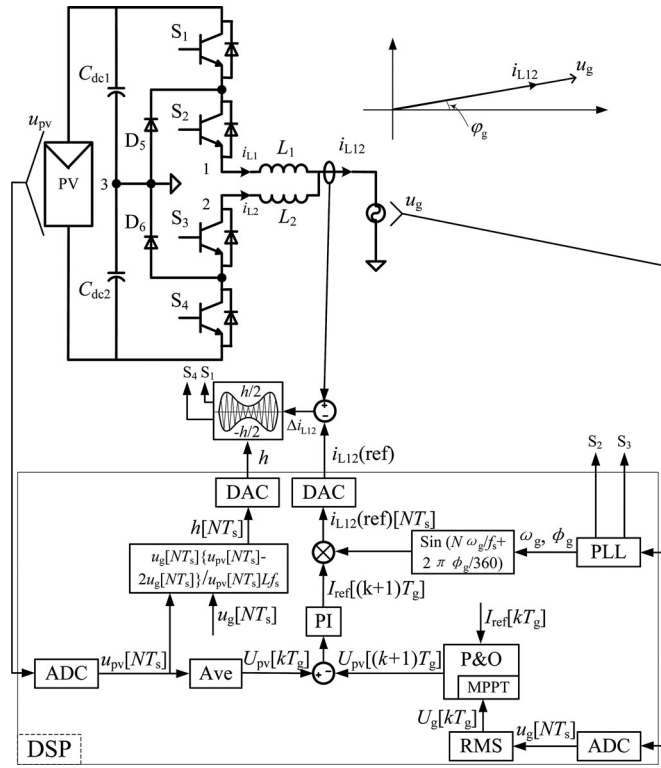 S1
Cdc1
S2
upv
D5
PV
3
1
iL1
L1
iL12
2
iL2
L2
D6
S3
Cdc2
S4
iL12
ug
φg
ug
S4 S1
h/2
-h/2
ΔiL12
h
iL12(ref)
S2 S3
DAC
DAC
h[NTs]
iL12(ref)[NTs]
ug[NTs]{upv[NTs]-
2ug[NTs]}/upv[NTs]Lfs
ug[NTs]
Sin (N ωg/fs+
2 π ϕg/360)
ωg, ϕg
PLL
Iref[(k+1)Tg]
PI
Iref[kTg]
ADC
upv[NTs]
Ave
Upv[kTg]
Upv[(k+1)Tg]
P&O
MPPT
Ug[kTg]
RMS
ug[NTs]
ADC
DSP